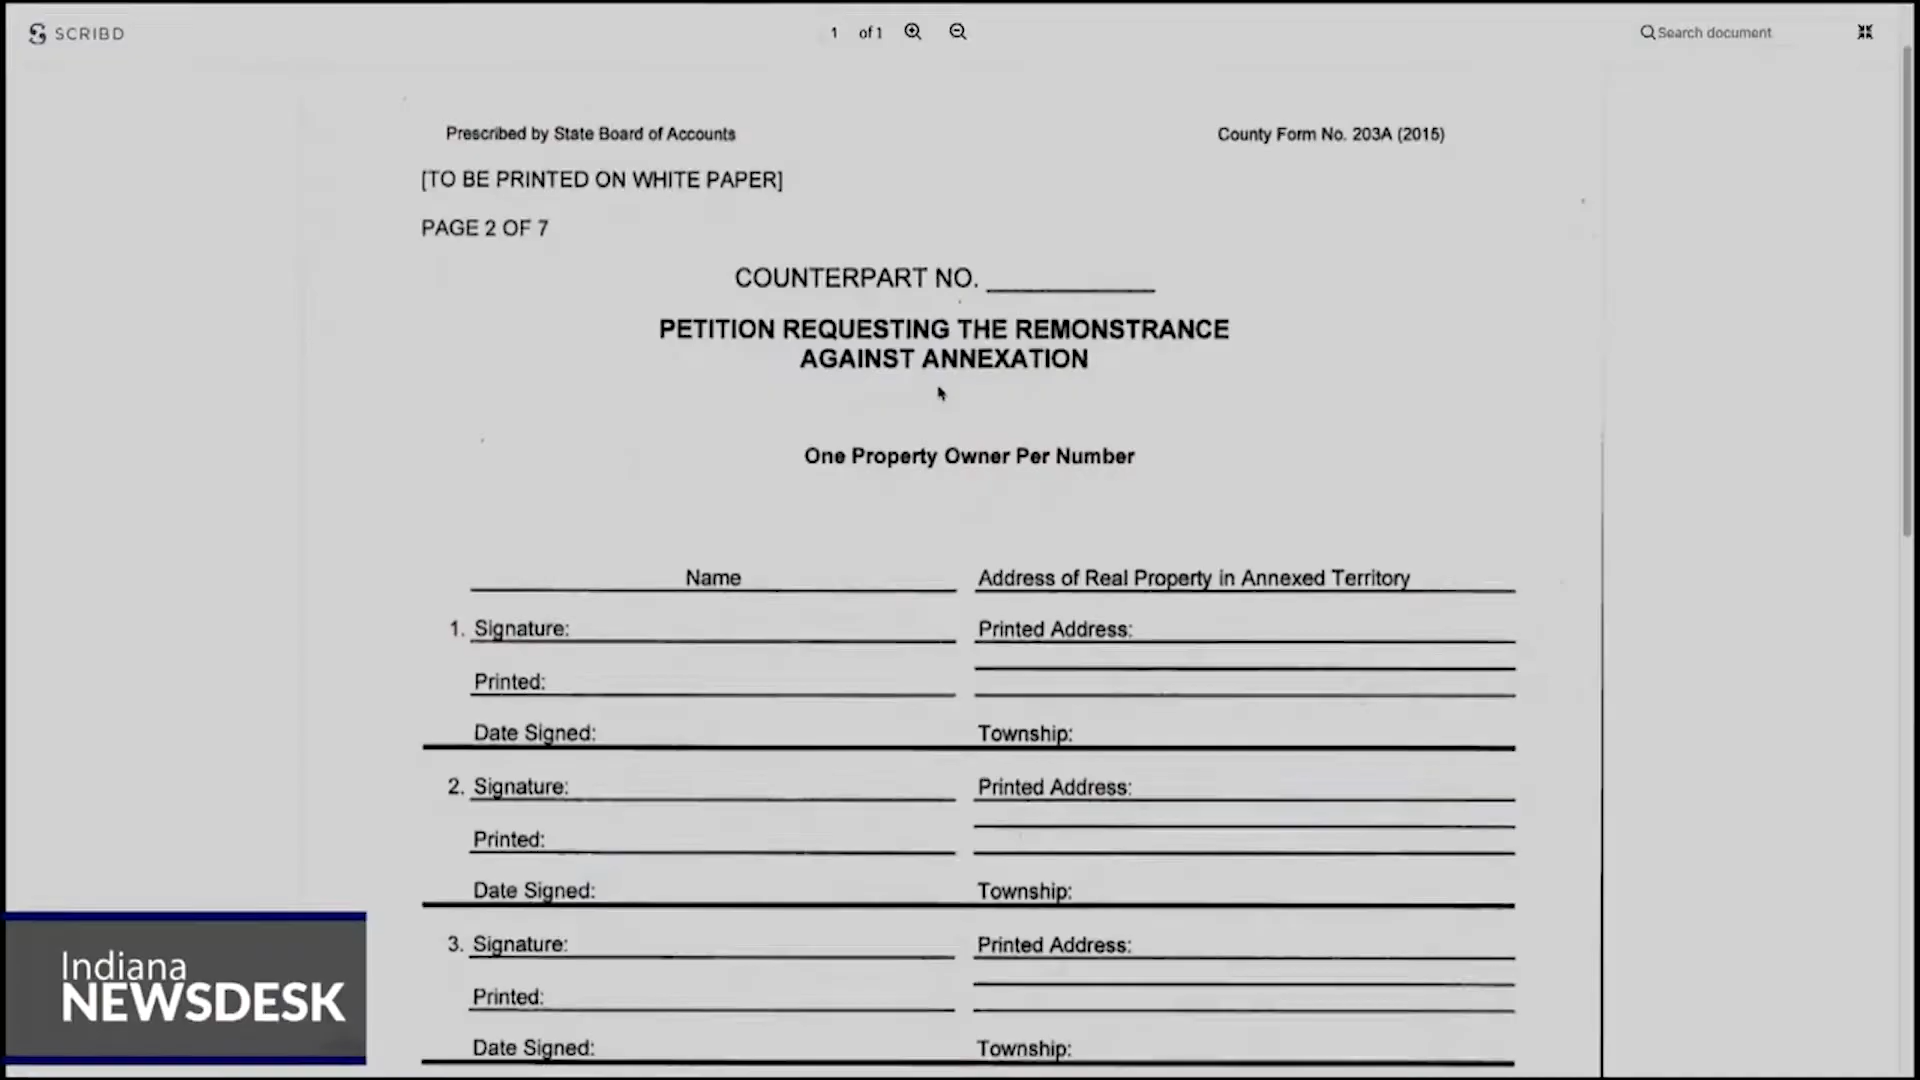 SCRIBD
1 of 1
Search document
Prescribed by State Board of Accounts County Form No. 203A (2015)
[TO BE PRINTED ON WHITE PAPER]
PAGE 2 OF 7
COUNTERPART NO.
PETITION REQUESTING THE REMONSTRANCE
AGAINST ANNEXATION
One Property Owner Per Number
Name Address of Real Property in Annexed Territory
1. Signature: Printed Address:
Printed:
Date Signed: Township:
2. Signature: Printed Address:
Printed:
Date Signed: Township:
3. Signature: Printed Address:
Printed:
Date Signed: Township:
Indiana
NEWSDESK